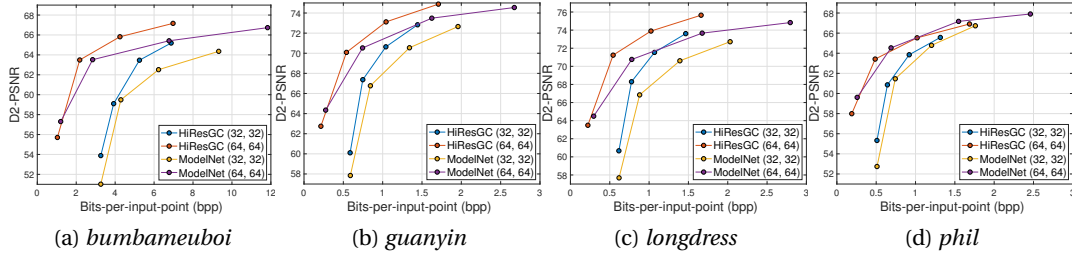 D2-PSNR
68
66
64
62
60
58
56
54
52
0
2
4
6
8
10
12
Bits-per-input-point (bpp)
HiResGC (32, 32)
HiResGC (64, 64)
ModelNet (32, 32)
ModelNet (64, 64)
(a) bumbameuboi
D2-PSNR
74
72
70
68
66
64
62
60
58
0
0.5
1
1.5
2
2.5
3
Bits-per-input-point (bpp)
HiResGC (32, 32)
HiResGC (64, 64)
ModelNet (32, 32)
ModelNet (64, 64)
(b) guanyin
D2-PSNR
76
74
72
70
68
66
64
62
60
58
0
0.5
1
1.5
2
2.5
3
Bits-per-input-point (bpp)
HiResGC (32, 32)
HiResGC (64, 64)
ModelNet (32, 32)
ModelNet (64, 64)
(c) longdress
D2-PSNR
68
66
64
62
60
58
56
54
52
0
0.5
1
1.5
2
2.5
3
Bits-per-input-point (bpp)
HiResGC (32, 32)
HiResGC (64, 64)
ModelNet (32, 32)
ModelNet (64, 64)
(d) phil